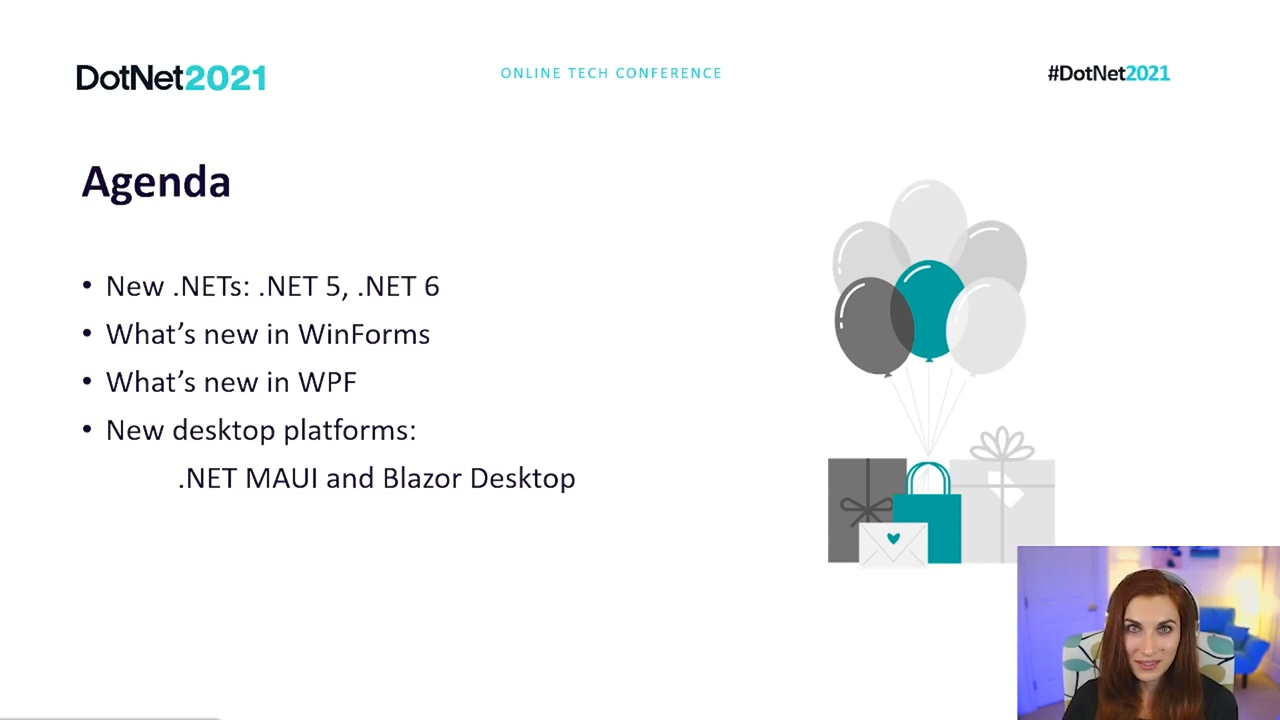 DotNet2021
ONLINE TECH CONFERENCE
#DotNet2021
Agenda
• New .NETs: .NET 5, .NET 6
• What’s new in WinForms
• What’s new in WPF
• New desktop platforms:
.NET MAUI and Blazor Desktop